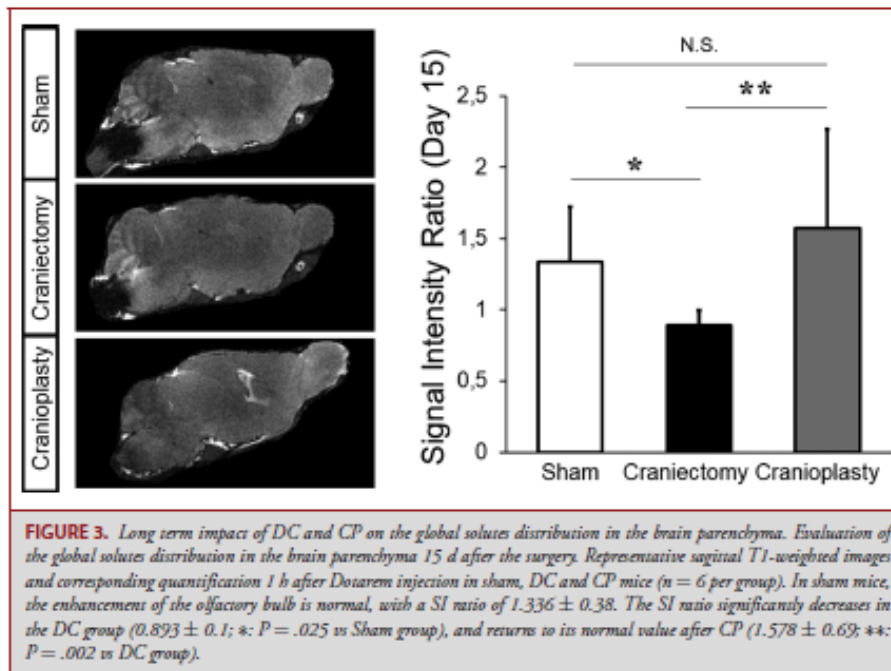 Sham
Craniectomy
Cranioplasty
Signal Intensity Ratio (Day 15)
2,5
2
1,5
1
0,5
0
N.S.
**
*
Sham Craniectomy Cranioplasty
FIGURE 3. Long term impact of DC and CP on the global solutes distribution in the brain parenchyma. Evaluation of
the global solutes distribution in the brain parenchyma 15 d after the surgery. Representative sagittal T1-weighted images
and corresponding quantification 1 h after Dotarem injection in sham, DC and CP mice (n = 6 per group). In sham mice,
the enhancement of the olfactory bulb is normal, with a SI ratio of 1.336 ± 0.38. The SI ratio significantly decreases in
the DC group (0.893 ± 0.1; *: P = .025 vs Sham group), and returns to its normal value after CP (1.578 ± 0.69; **:
P = .002 vs DC group).